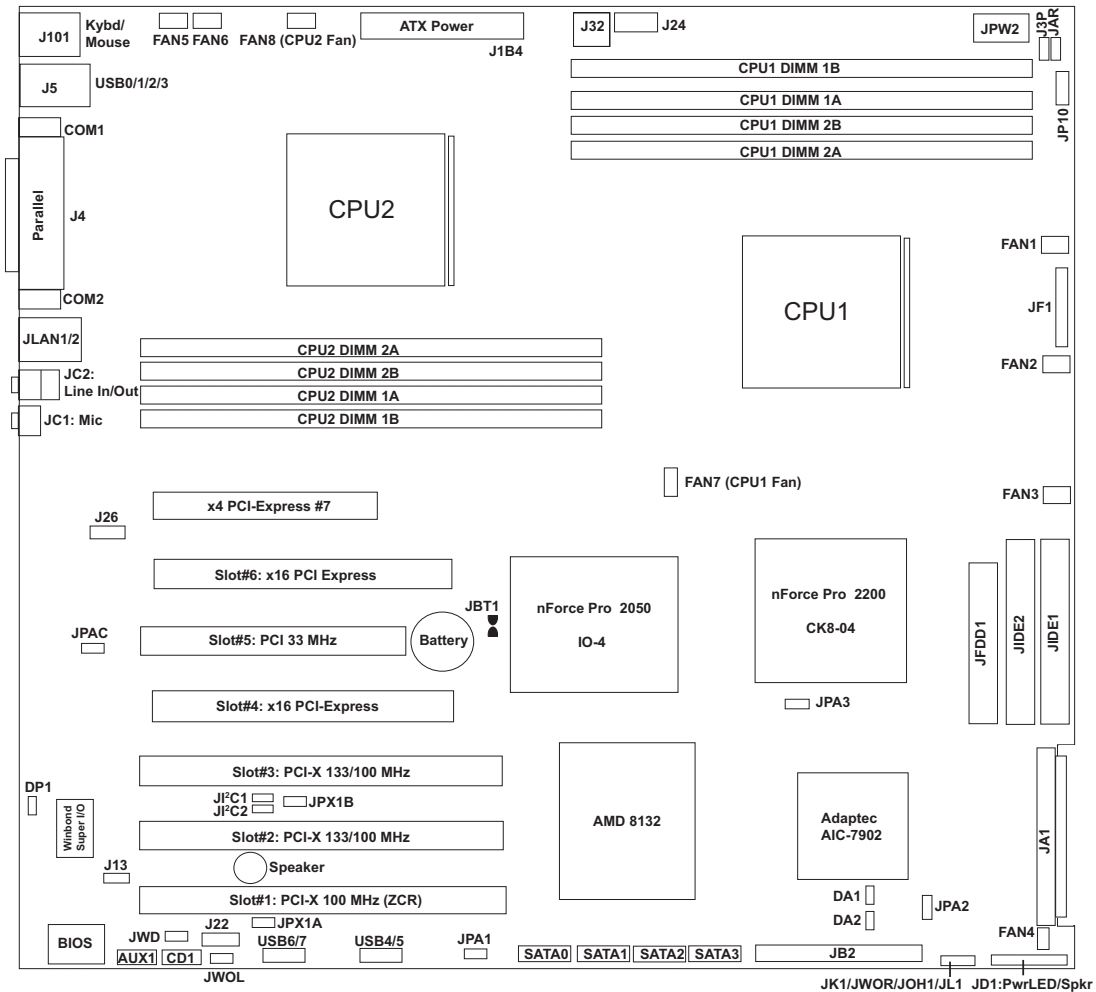 J101
Kybd/
Mouse
FAN5
FAN6
FAN8 (CPU2 Fan)
ATX Power
J1B4
J32
J24
JPW2
J3P
JAR
J5
USB0/1/2/3
CPU1 DIMM 1B
CPU1 DIMM 1A
CPU1 DIMM 2B
CPU1 DIMM 2A
JP10
COM1
Parallel
J4
CPU2
COM2
CPU1
FAN1
JF1
FAN2
JLAN1/2
JC2:
Line In/Out
JC1: Mic
CPU2 DIMM 2A
CPU2 DIMM 2B
CPU2 DIMM 1A
CPU2 DIMM 1B
FAN7 (CPU1 Fan)
FAN3
x4 PCI-Express #7
J26
Slot#6: x16 PCI Express
JBT1
JPAC
Slot#5: PCI 33 MHz
Battery
nForce Pro 2050
IO-4
nForce Pro 2200
CK8-04
JFDD1
JIDE2
JIDE1
Slot#4: x16 PCI-Express
JPA3
Slot#3: PCI-X 133/100 MHz
DP1
JI²C1
JI²C2
JPX1B
Winbond
Super I/O
AMD 8132
Adaptec
AIC-7902
JA1
Slot#2: PCI-X 133/100 MHz
J13
Speaker
Slot#1: PCI-X 100 MHz (ZCR)
DA1
DA2
JPA2
BIOS
JWD
J22
JPX1A
FAN4
AUX1
CD1
JWOL
USB6/7
USB4/5
JPA1
SATA0
SATA1
SATA2
SATA3
JB2
JK1/JWOR/JOH1/JL1
JD1:PwrLED/Spkr